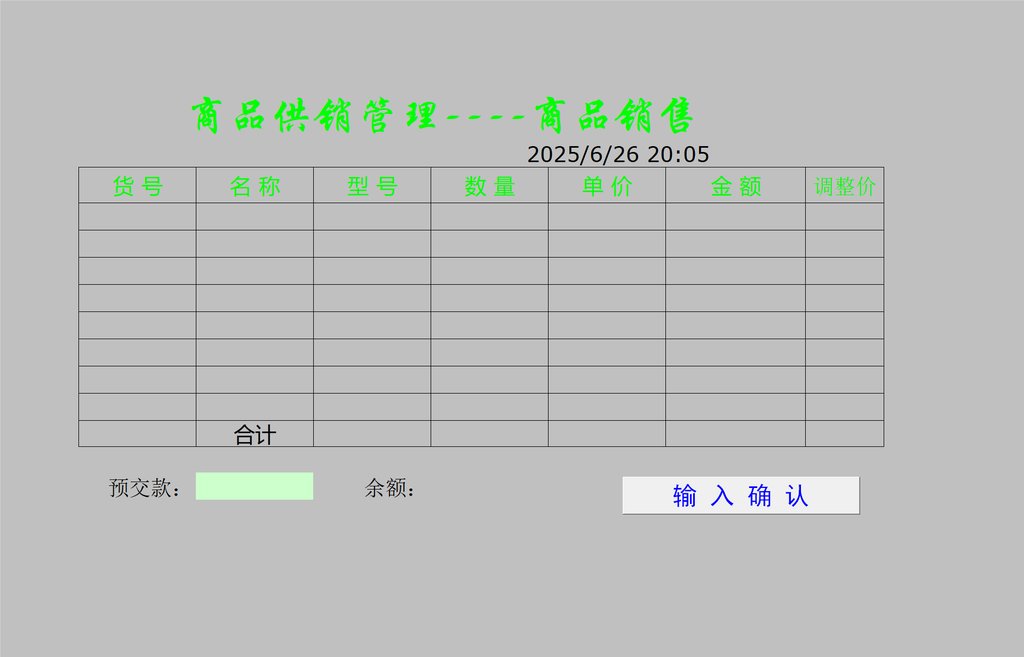 商品供销管理----商品销售
2025/6/26 20:05
货号 名称 型号 数量 单价 金额 调整价
合计
预交款： 余额： 输入确认